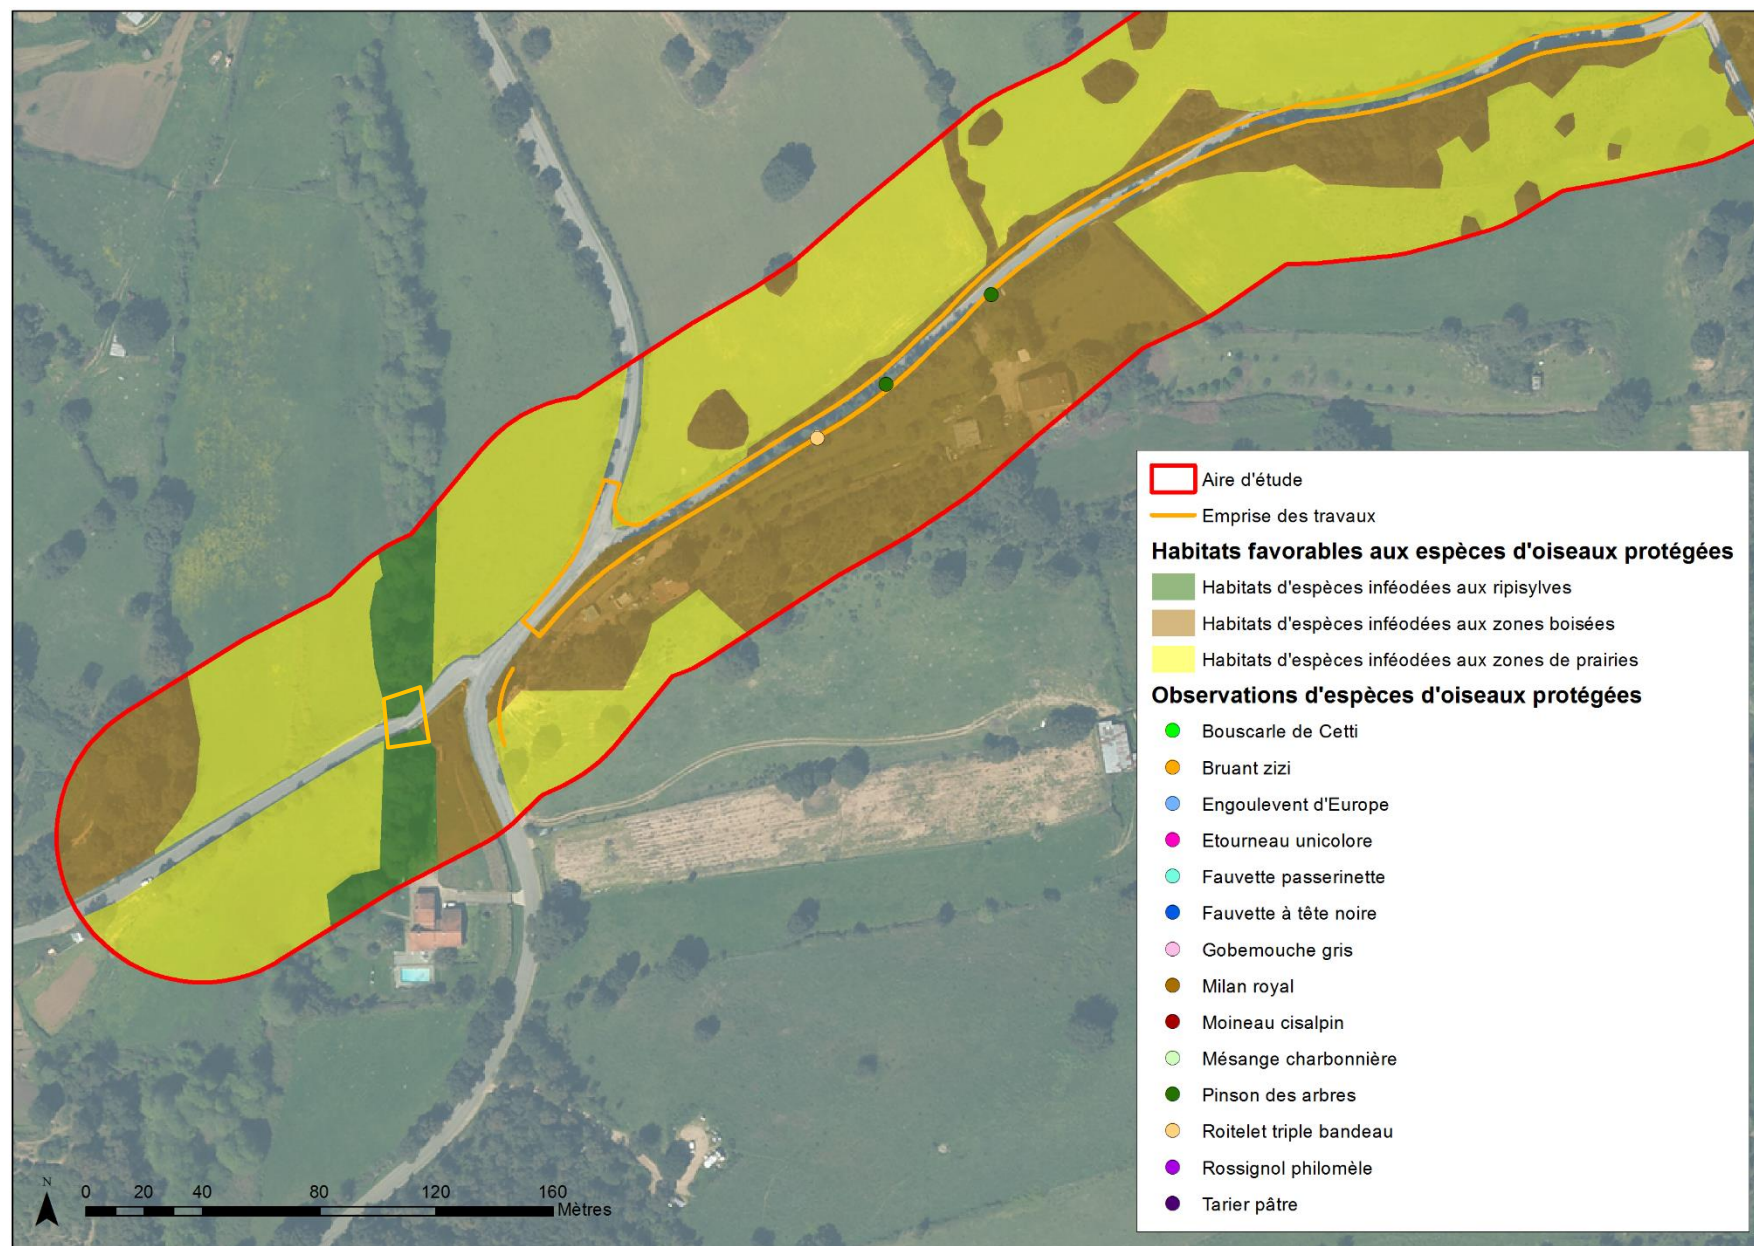 Aire d'étude
Emprise des travaux
Habitats favorables aux espèces d'oiseaux protégées
Habitats d'espèces inféodées aux ripisylves
Habitats d'espèces inféodées aux zones boisées
Habitats d'espèces inféodées aux zones de prairies
Observations d'espèces d'oiseaux protégées
Bouscarle de Cetti
Bruant zizi
Engoulevent d'Europe
Etourneau unicolore
Fauvette passerinette
Fauvette à tête noire
Gobemouche gris
Milan royal
Moineau cisalpin
Mésange charbonnière
Pinson des arbres
Roitelet triple bandeau
Rossignol philomèle
Tarier pâtre
N
0 20 40 80 120 160
Mètres